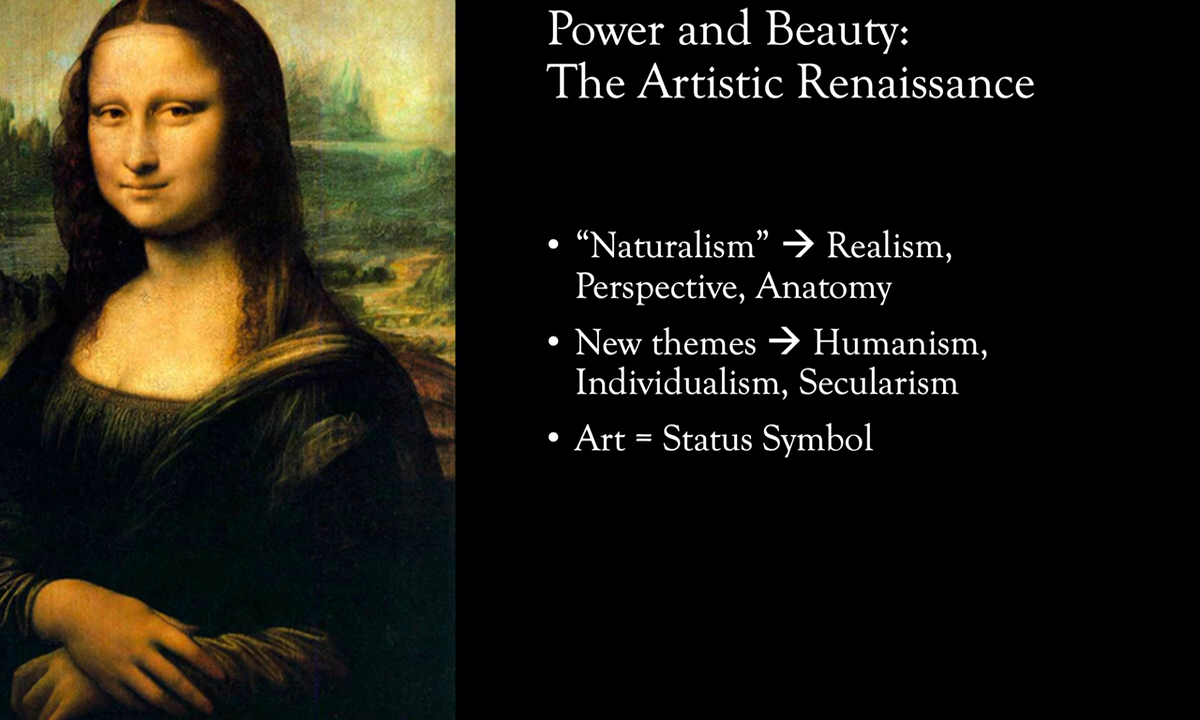 Power and Beauty:
The Artistic Renaissance
• “Naturalism” → Realism,
Perspective, Anatomy
• New themes → Humanism,
Individualism, Secularism
• Art = Status Symbol